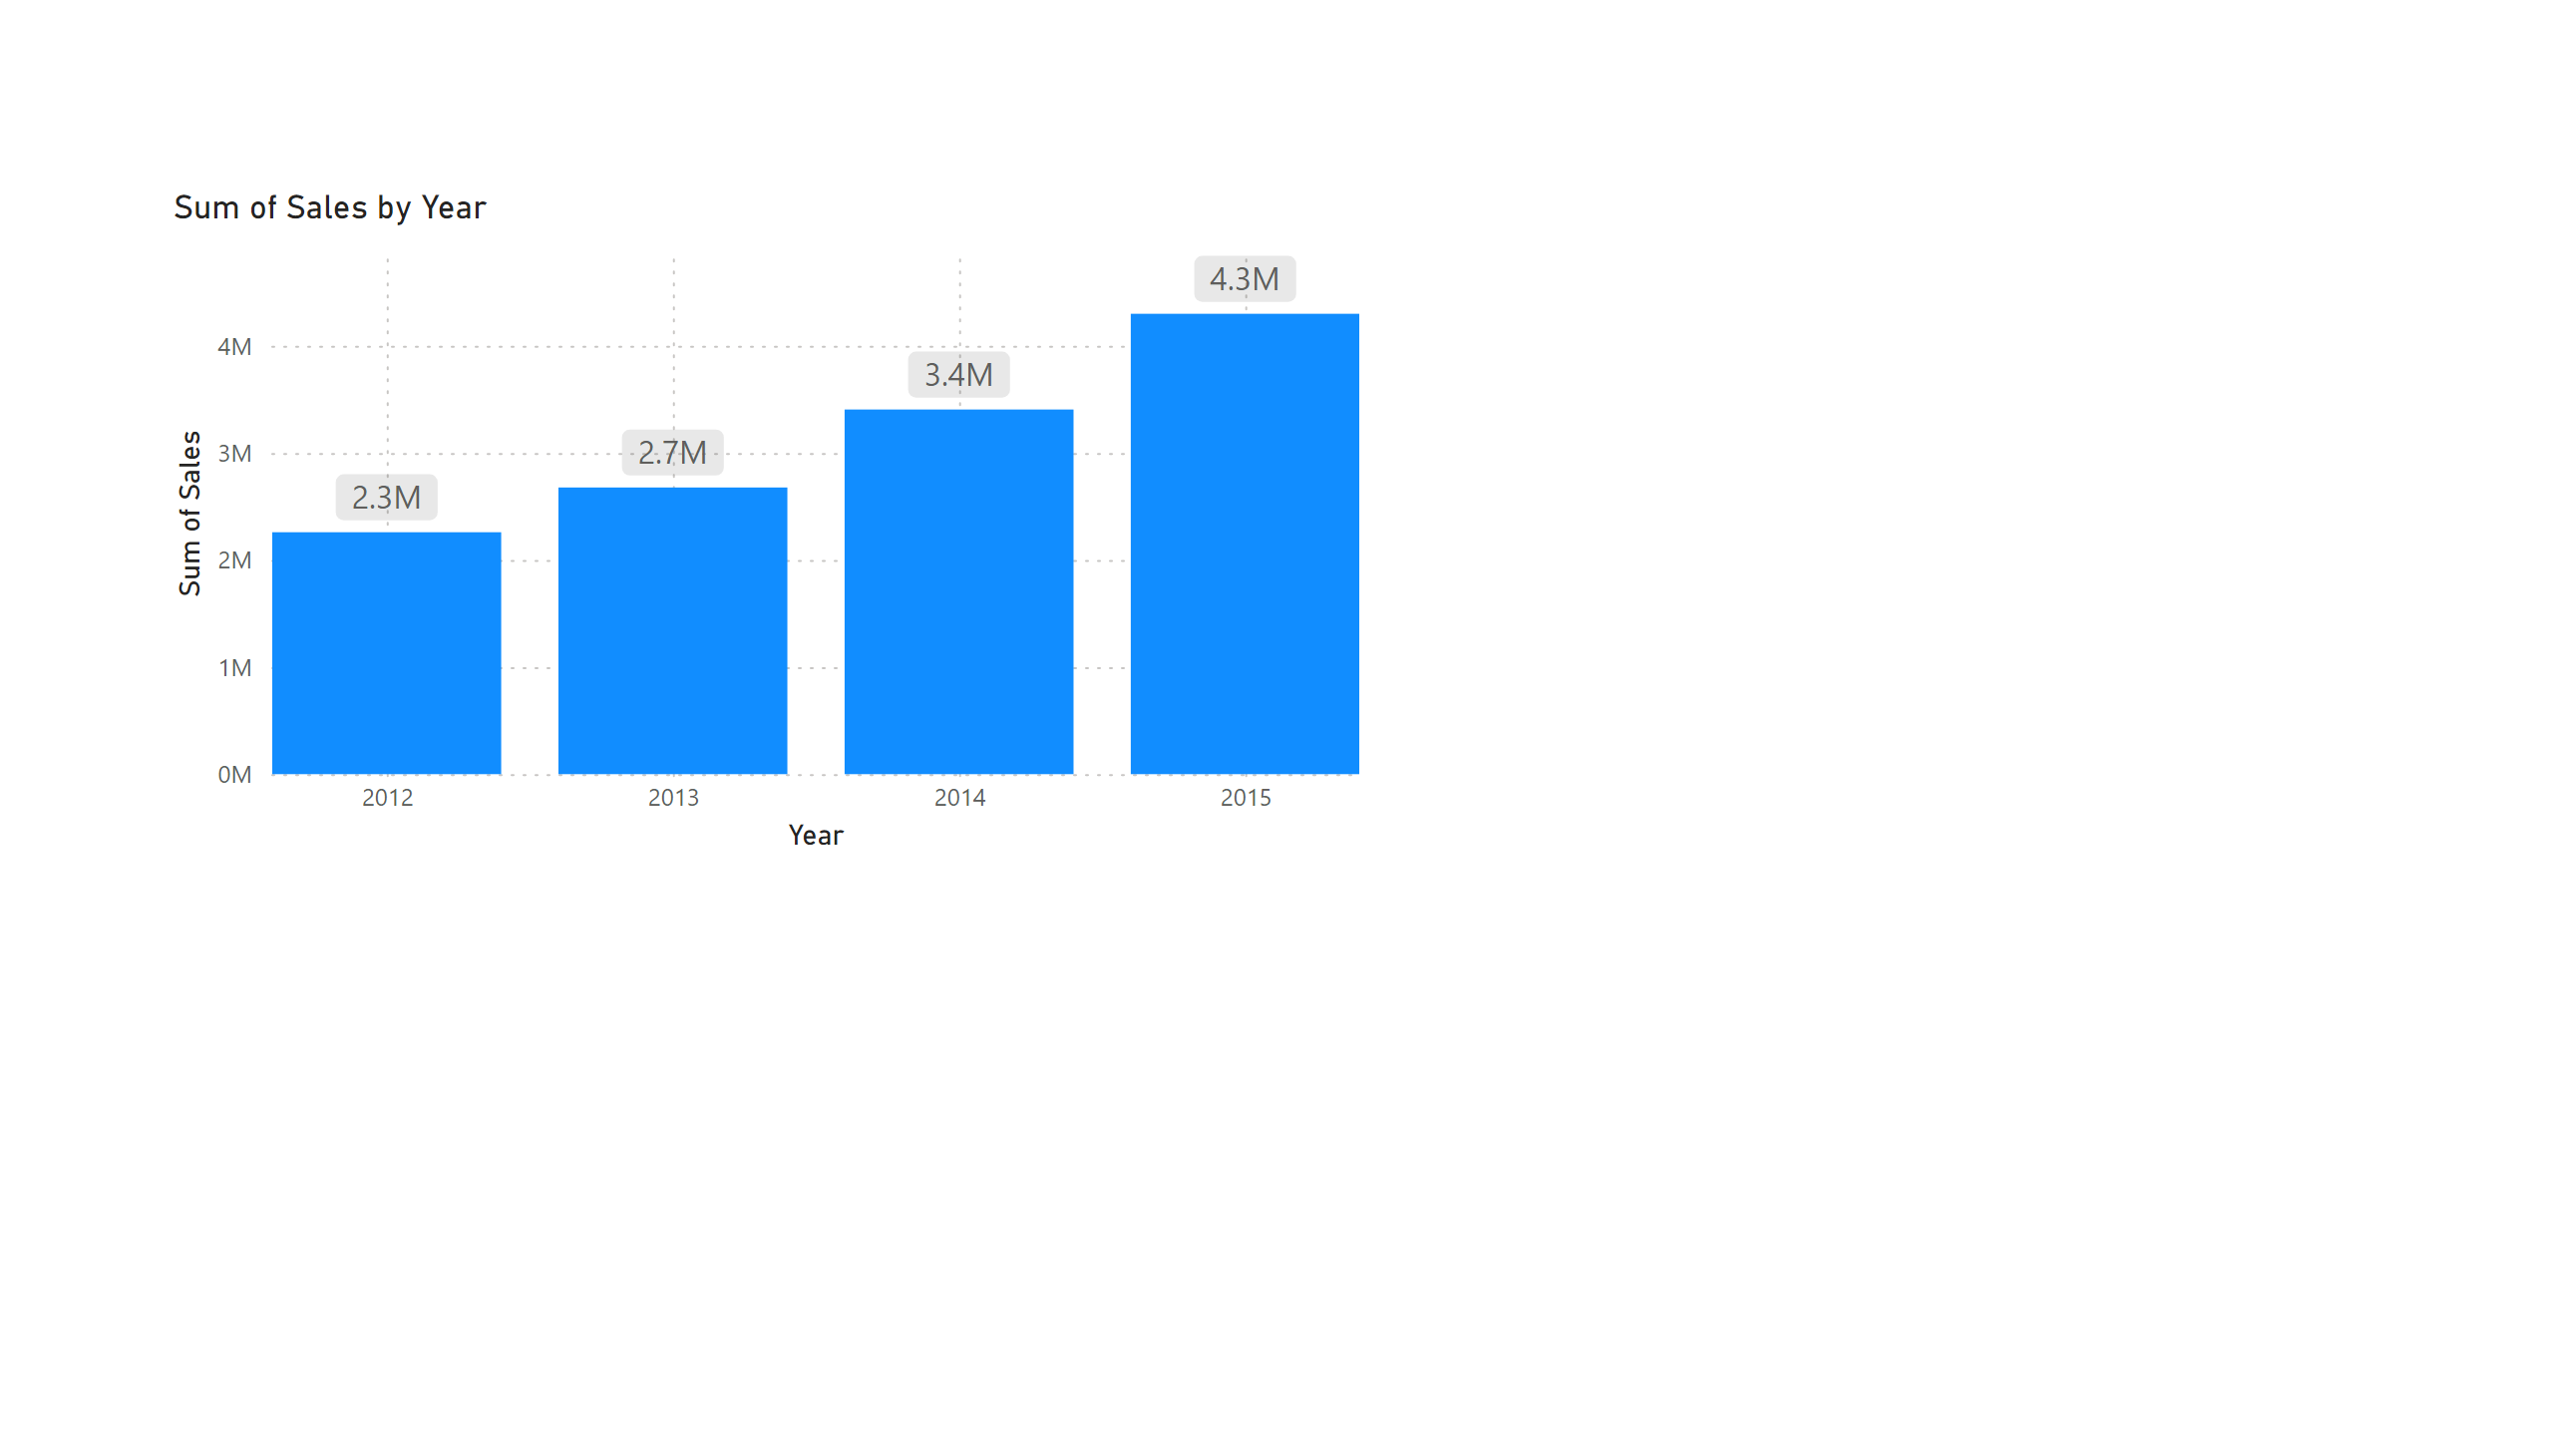 Sum of Sales by Year
Sum of Sales
4M
3M
2M
1M
0M
2.3M
2.7M
3.4M
4.3M
2012 2013 2014 2015
Year